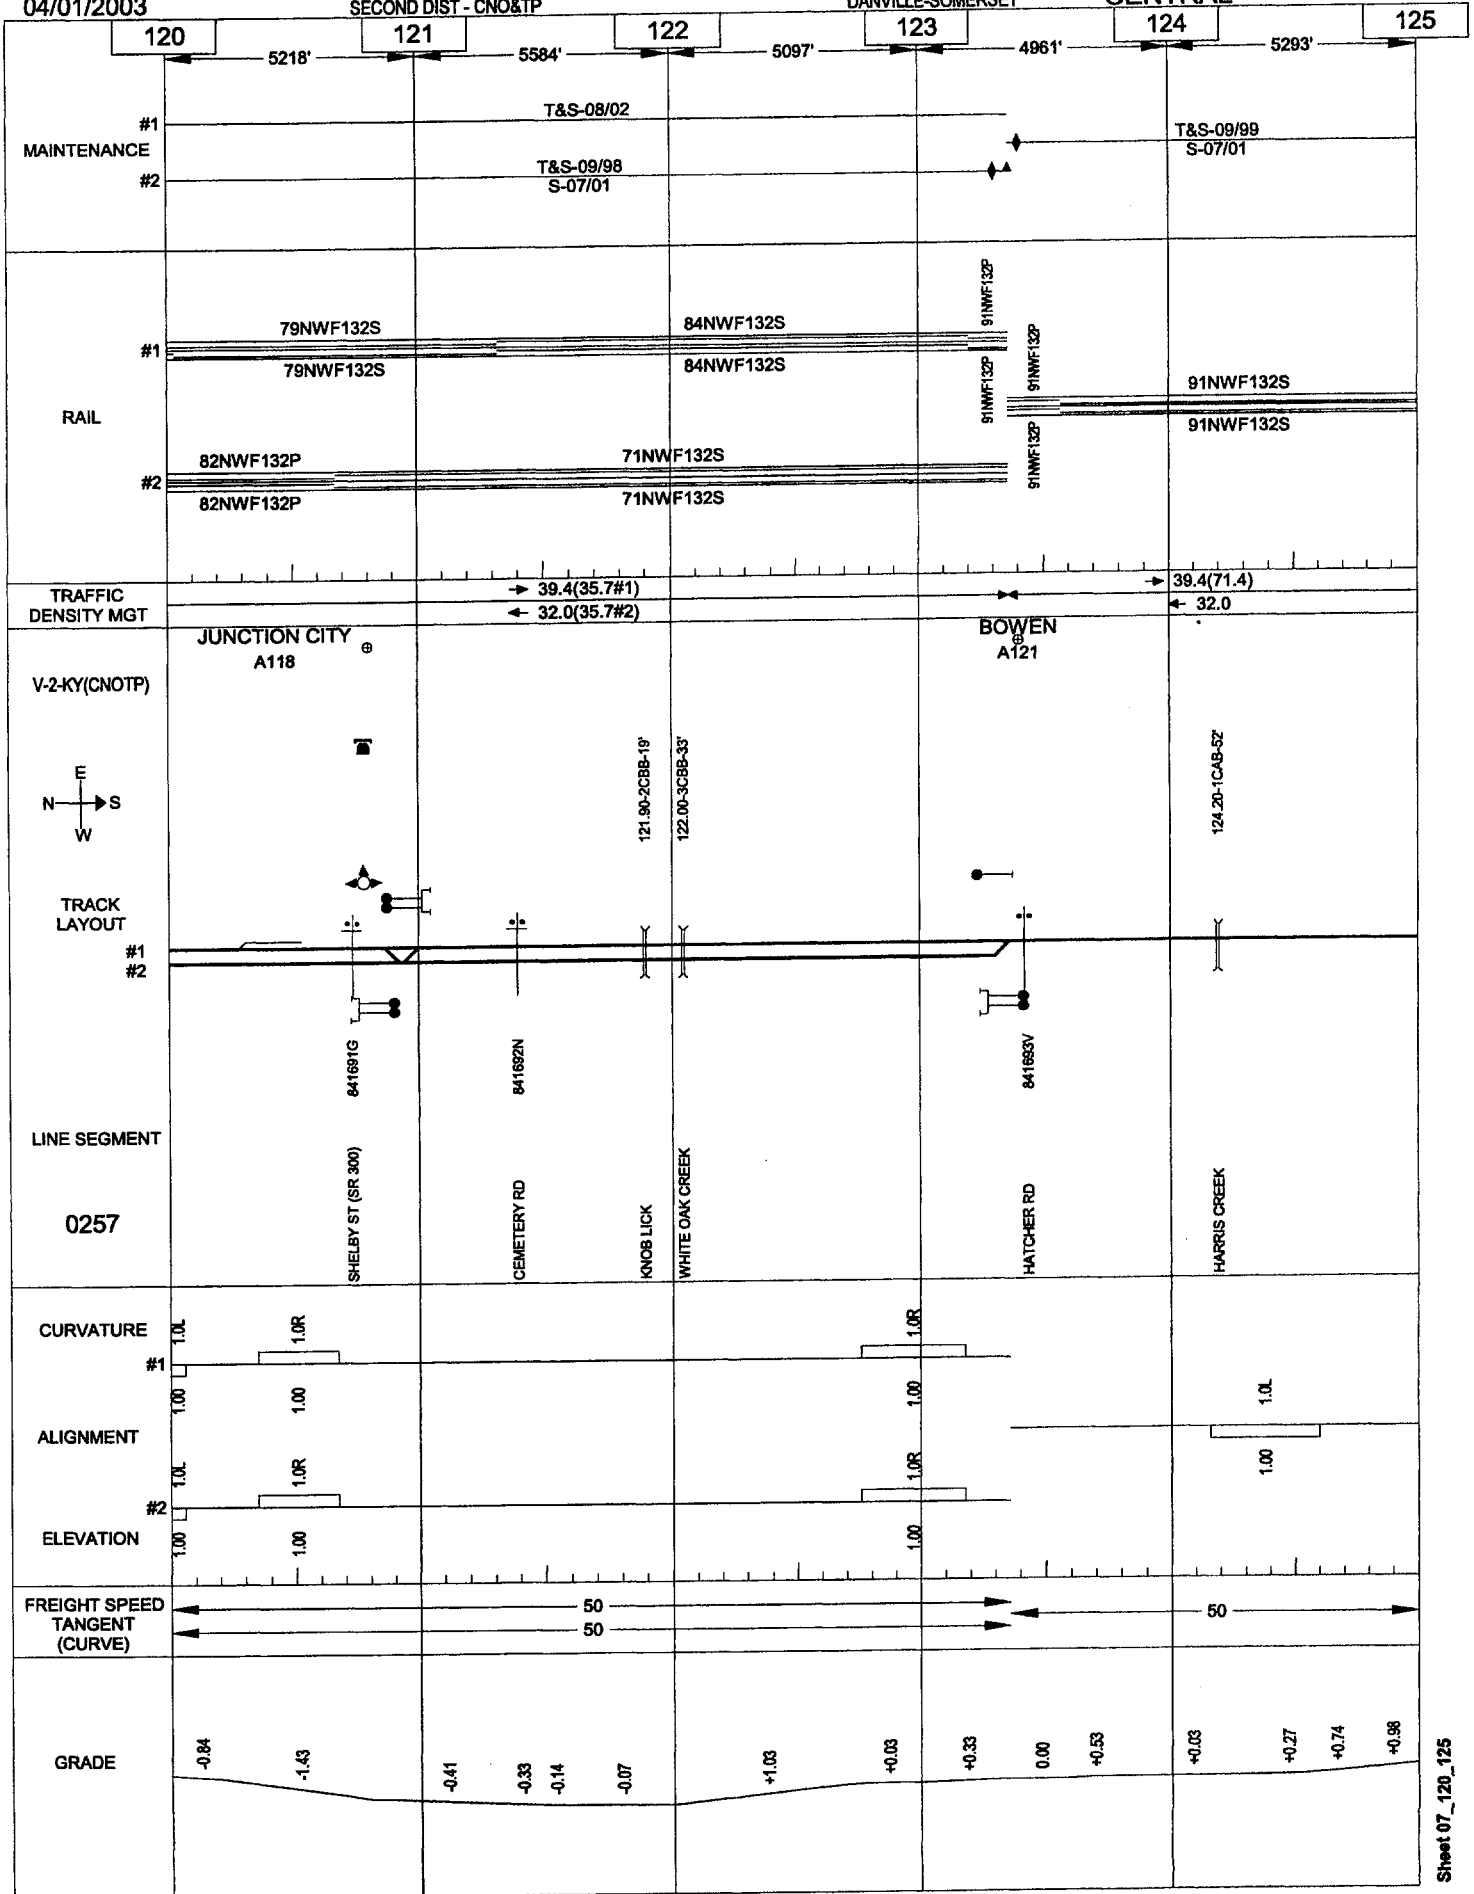 04/01/2003
SECOND DIST - CNO&TP
DANVILLE-SOMERSET
CENTRAL
120
121
122
123
124
125
5218'
5584'
5097'
4961'
5293'
MAINTENANCE
#1
T&S-08/02
#2
T&S-09/98
S-07/01
T&S-09/99
S-07/01
RAIL
#1
79NWF132S
79NWF132S
84NWF132S
84NWF132S
91NWF132P
91NWF132P
91NWF132P
91NWF132P
91NWF132S
91NWF132S
#2
82NWF132P
82NWF132P
71NWF132S
71NWF132S
TRAFFIC
DENSITY MGT
39.4(35.7#1)
32.0(35.7#2)
39.4(71.4)
32.0
V-2-KY(CNOTP)
JUNCTION CITY
A118
BOWEN
A121
E
N
S
W
121.90-2CBB-19'
122.00-3CBB-33'
124.20-1CAB-52'
TRACK
LAYOUT
#1
#2
841691G
841692N
841693V
LINE SEGMENT
0257
SHELBY ST (SR 300)
CEMETERY RD
KNOB LICK
WHITE OAK CREEK
HATCHER RD
HARRIS CREEK
CURVATURE
#1
1.0L
1.0R
1.0R
1.00
1.00
1.00
ALIGNMENT
1.0L
1.00
#2
1.0L
1.0R
1.0R
1.00
1.00
1.00
ELEVATION
FREIGHT SPEED
TANGENT
(CURVE)
50
50
50
GRADE
-0.84
-1.43
-0.41
-0.33
-0.14
-0.07
+1.03
+0.03
+0.33
0.00
+0.53
+0.03
+0.27
+0.74
+0.98
Sheet 07_120_125